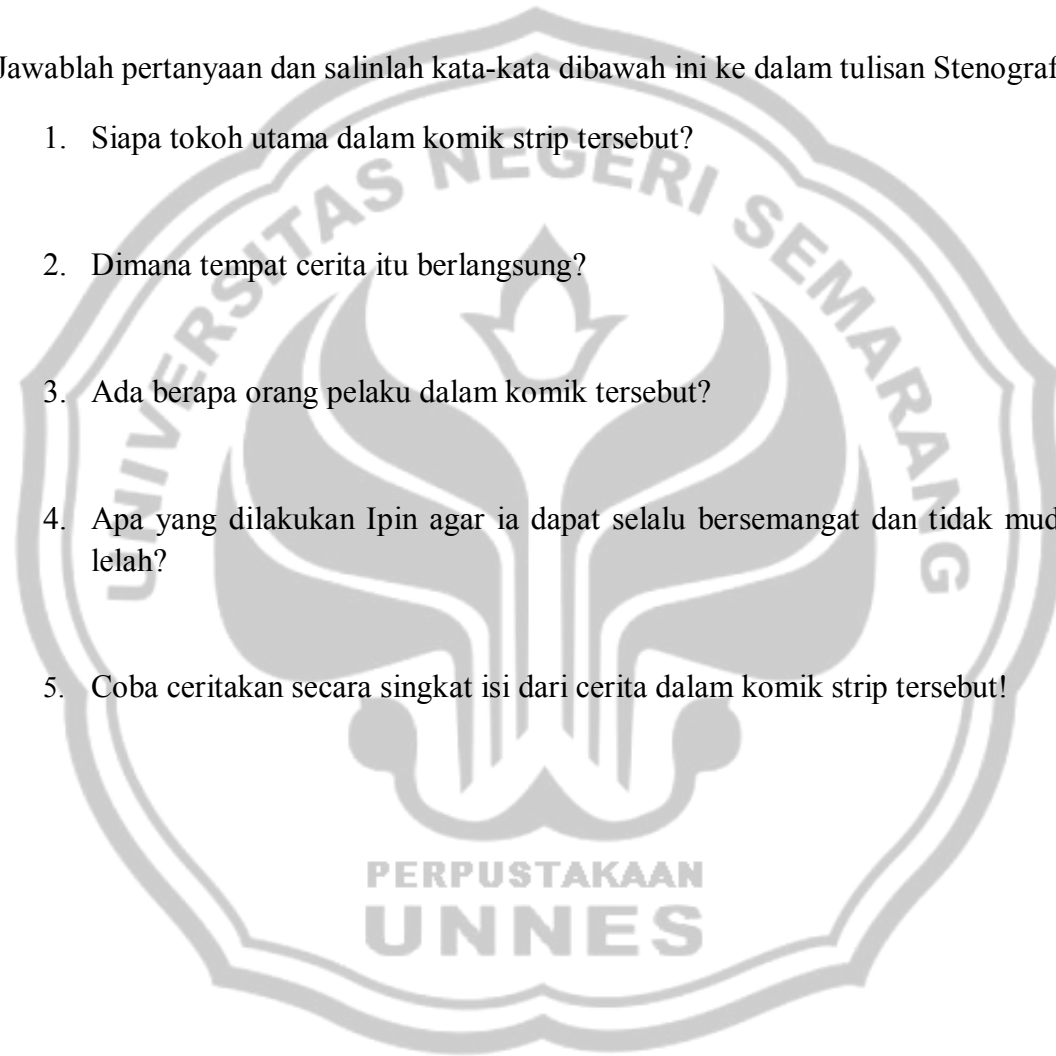 Jawablah pertanyaan dan salinlah kata-kata dibawah ini ke dalam tulisan Stenograf
1. Siapa tokoh utama dalam komik strip tersebut?
2. Dimana tempat cerita itu berlangsung?
3. Ada berapa orang pelaku dalam komik tersebut?
4. Apa yang dilakukan Ipin agar ia dapat selalu bersemangat dan tidak mud
lelah?
5. Coba ceritakan secara singkat isi dari cerita dalam komik strip tersebut!
UNIVERSITAS NEGERI SEMARANG
PERPUSTAKAAN
UNNES